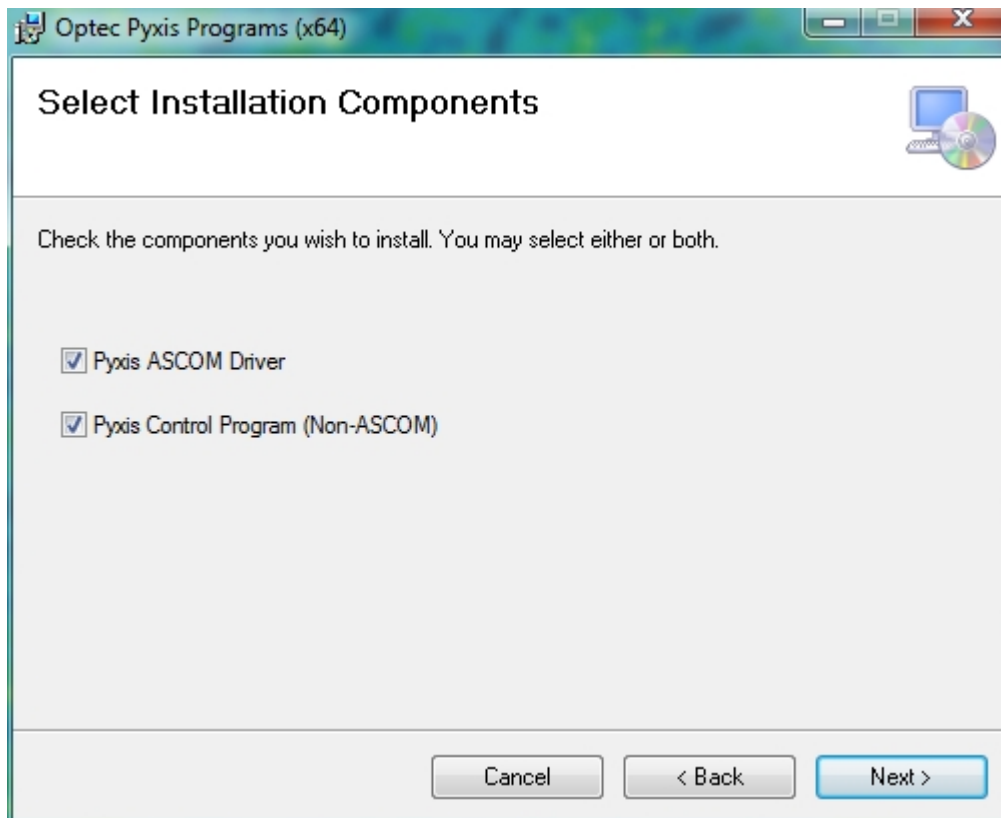 Optec Pyxis Programs (x64)
Select Installation Components
Check the components you wish to install. You may select either or both.
Pyxis ASCOM Driver
Pyxis Control Program (Non-ASCOM)
Cancel
< Back
Next >